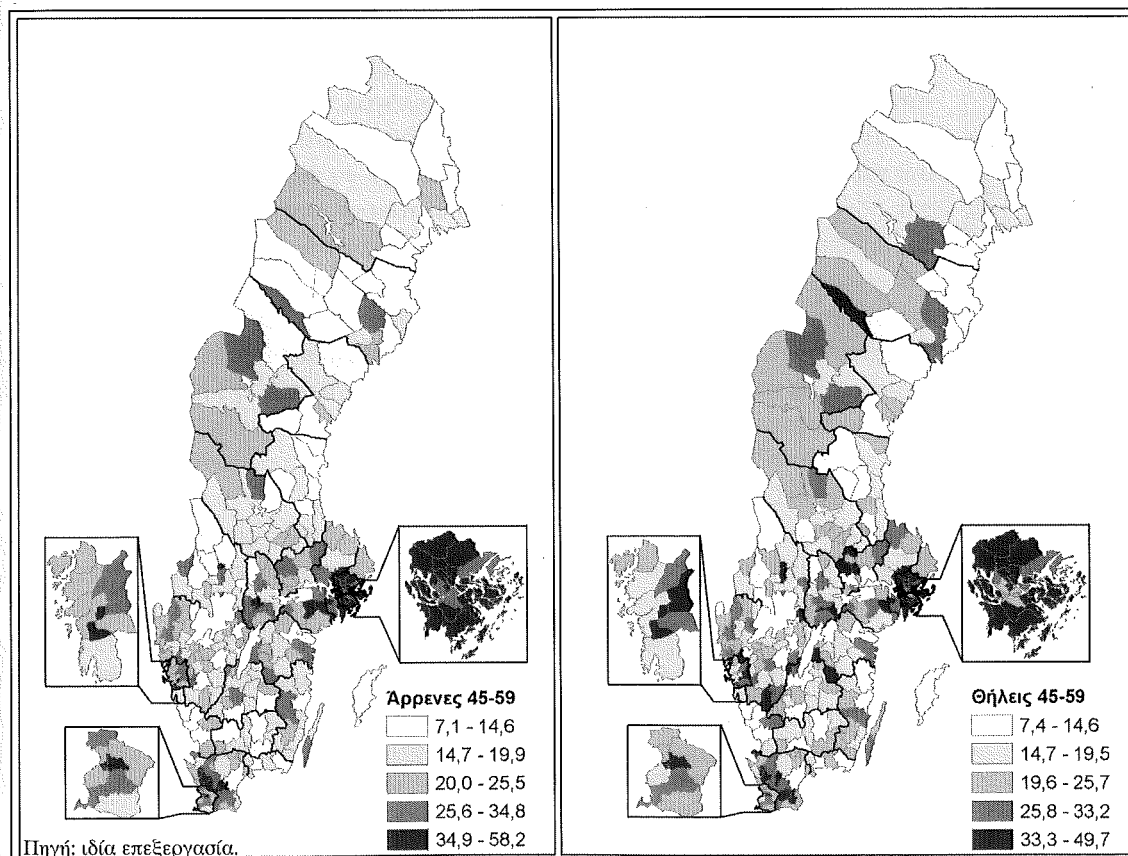 Άρρενες 45-59
7,1 - 14,6
14,7 - 19,9
20,0 - 25,5
25,6 - 34,8
34,9 - 58,2
Πηγή: ιδία επεξεργασία.
Θήλεις 45-59
7,4 - 14,6
14,7 - 19,5
19,6 - 25,7
25,8 - 33,2
33,3 - 49,7